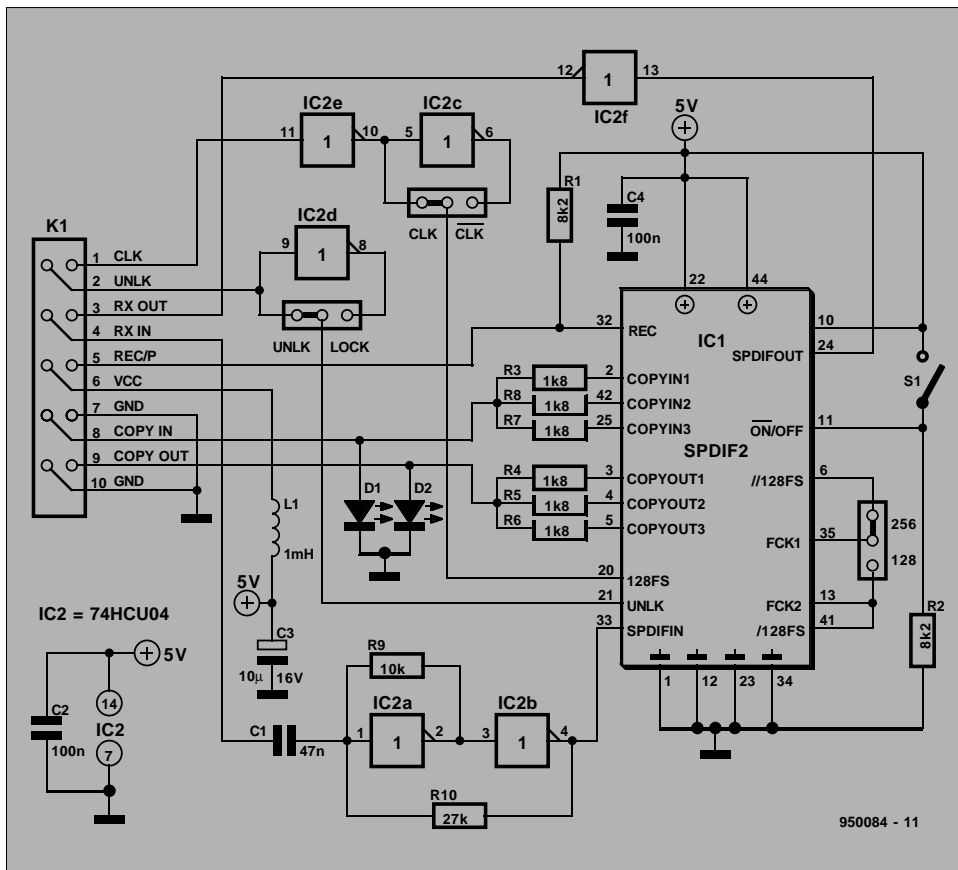 12
1
13
IC2f
IC2e
11
1
10
IC2c
5
1
6
5V
R1
8k2
C4
100n
CLK
CLK
IC2d
9
1
8
UNLK
LOCK
K1
1 CLK
2 UNLK
3 RX OUT
4 RX IN
5 REC/P
6 VCC
7 GND
8 COPY IN
9 COPY OUT
10 GND
22
44
IC1
32 REC
10
SPDIFOUT 24
S1
R3 1k8 2 COPYIN1
R8 1k8 42 COPYIN2
R7 1k8 25 COPYIN3
ON/OFF 11
SPDIF2
R4 1k8 3 COPYOUT1
R5 1k8 4 COPYOUT2
R6 1k8 5 COPYOUT3
//128FS 6
256
FCK1 35
128
20 128FS
21 UNLK
33 SPDIFIN
FCK2 13
/128FS 41
R2
8k2
1
12
23
34
D1
D2
L1
1mH
5V
C3
10µ
16V
IC2 = 74HCU04
5V
14
C2
100n
IC2
7
R9
10k
IC2a
1
1
2
IC2b
3
1
4
C1
47n
R10
27k
950084 - 11